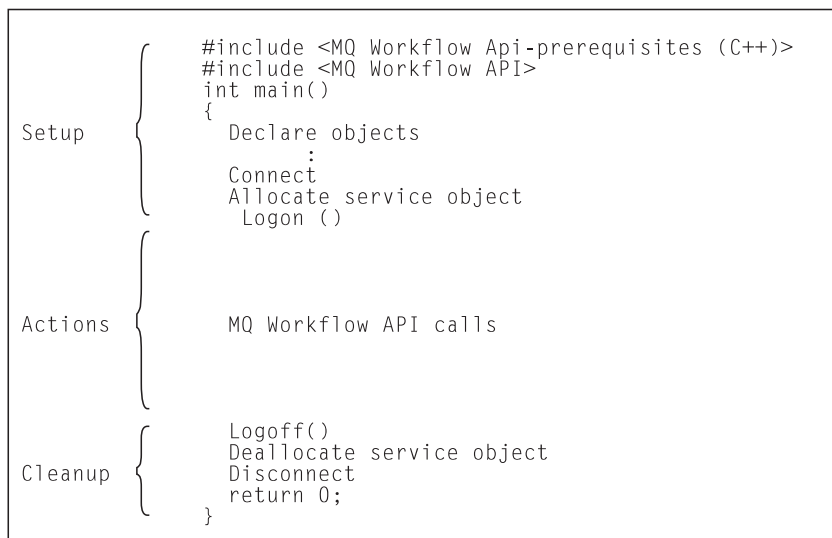 #include <MQ Workflow Api-prerequisites (C++)>
#include <MQ Workflow API>
int main()
{
Setup Declare objects
:
Connect
Allocate service object
Logon ()
Actions MQ Workflow API calls
Logoff()
Deallocate service object
Cleanup Disconnect
return 0;
}